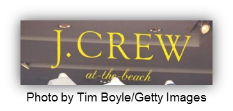 J.CREW
at-the-beach
Photo by Tim Boyle/Getty Images